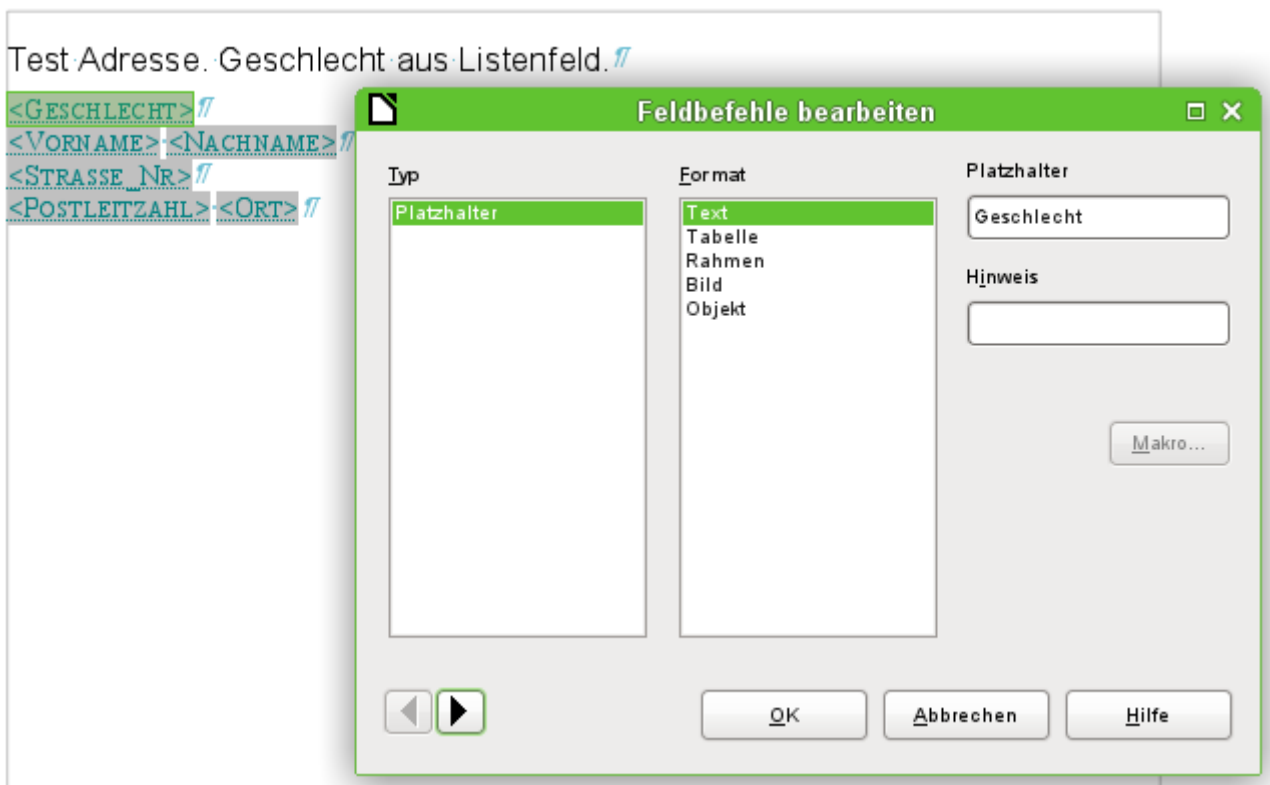 Test Adresse. Geschlecht aus Listenfeld.¶
<GESCHLECHT>¶
<VORNAME> <NACHNAME>¶
<STRASSE_NR>¶
<POSTLEITZAHL> <ORT>¶
Feldbefehle bearbeiten
Typ
Platzhalter
Format
Text
Tabelle
Rahmen
Bild
Objekt
Platzhalter
Geschlecht
Hinweis
Makro...
OK
Abbrechen
Hilfe